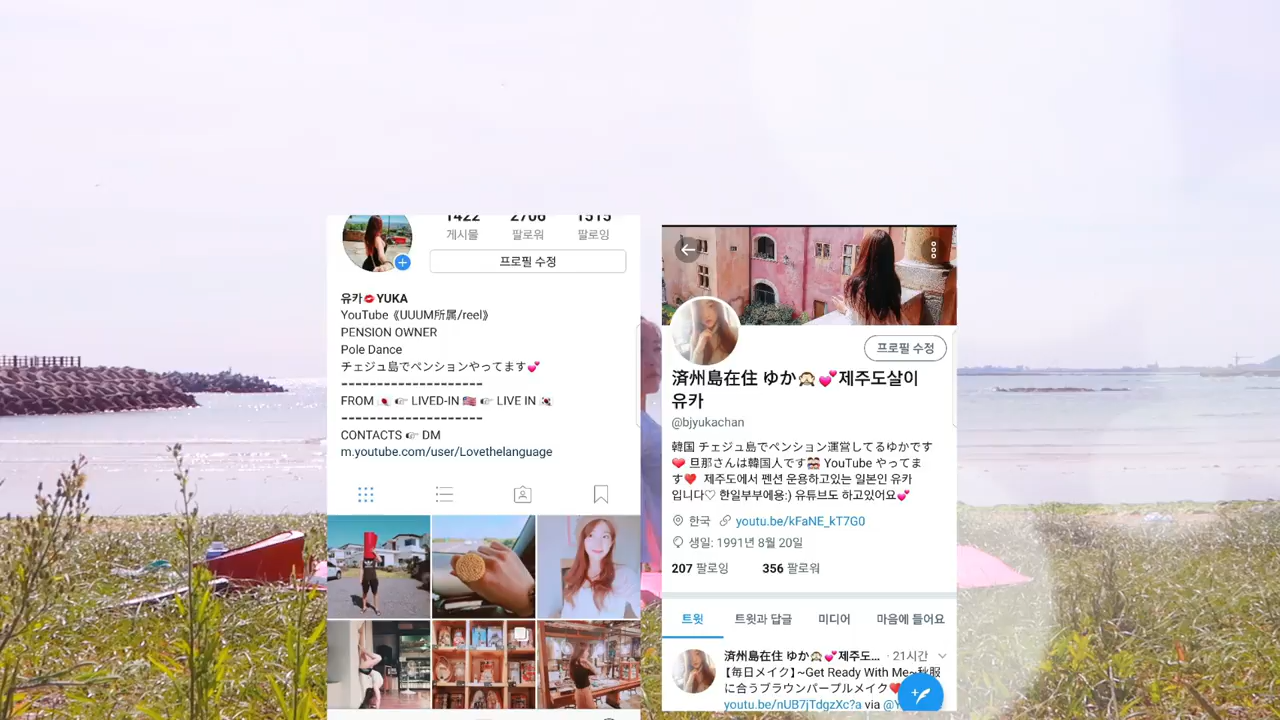 1422 2706 1515
게시물 팔로워 팔로잉
프로필 수정
유카💋YUKA
YouTube《UUUM所属/reel》
PENSION OWNER
Pole Dance
チェジュ島でペンションやってます💕
--------------------
FROM 🇯🇵 👉 LIVED-IN 🇺🇸 👉 LIVE IN 🇰🇷
--------------------
CONTACTS 👉 DM
m.youtube.com/user/Lovethelanguage
프로필 수정
済州島在住 ゆか🙊💕제주도살이
유카
@bjyukachan
韓国 チェジュ島でペンション運営してるゆかです
❤️ 旦那さんは韓国人です YouTube やってま
す❤️ 제주도에서 펜션 운용하고있는 일본인 유카
입니다♡ 한일부부에용:) 유튜브도 하고있어요💕
한국 youtu.be/kFaNE_kT7G0
생일: 1991년 8월 20일
207 팔로잉 356 팔로워
트윗 트윗과 답글 미디어 마음에 들어요
済州島在住 ゆか🙊💕제주도... · 21시간
【毎日メイク】~Get Ready With Me~秋服
に合うブラウンパープルメイク❤️
youtu.be/nUB7jTdgzXc?a via @Y